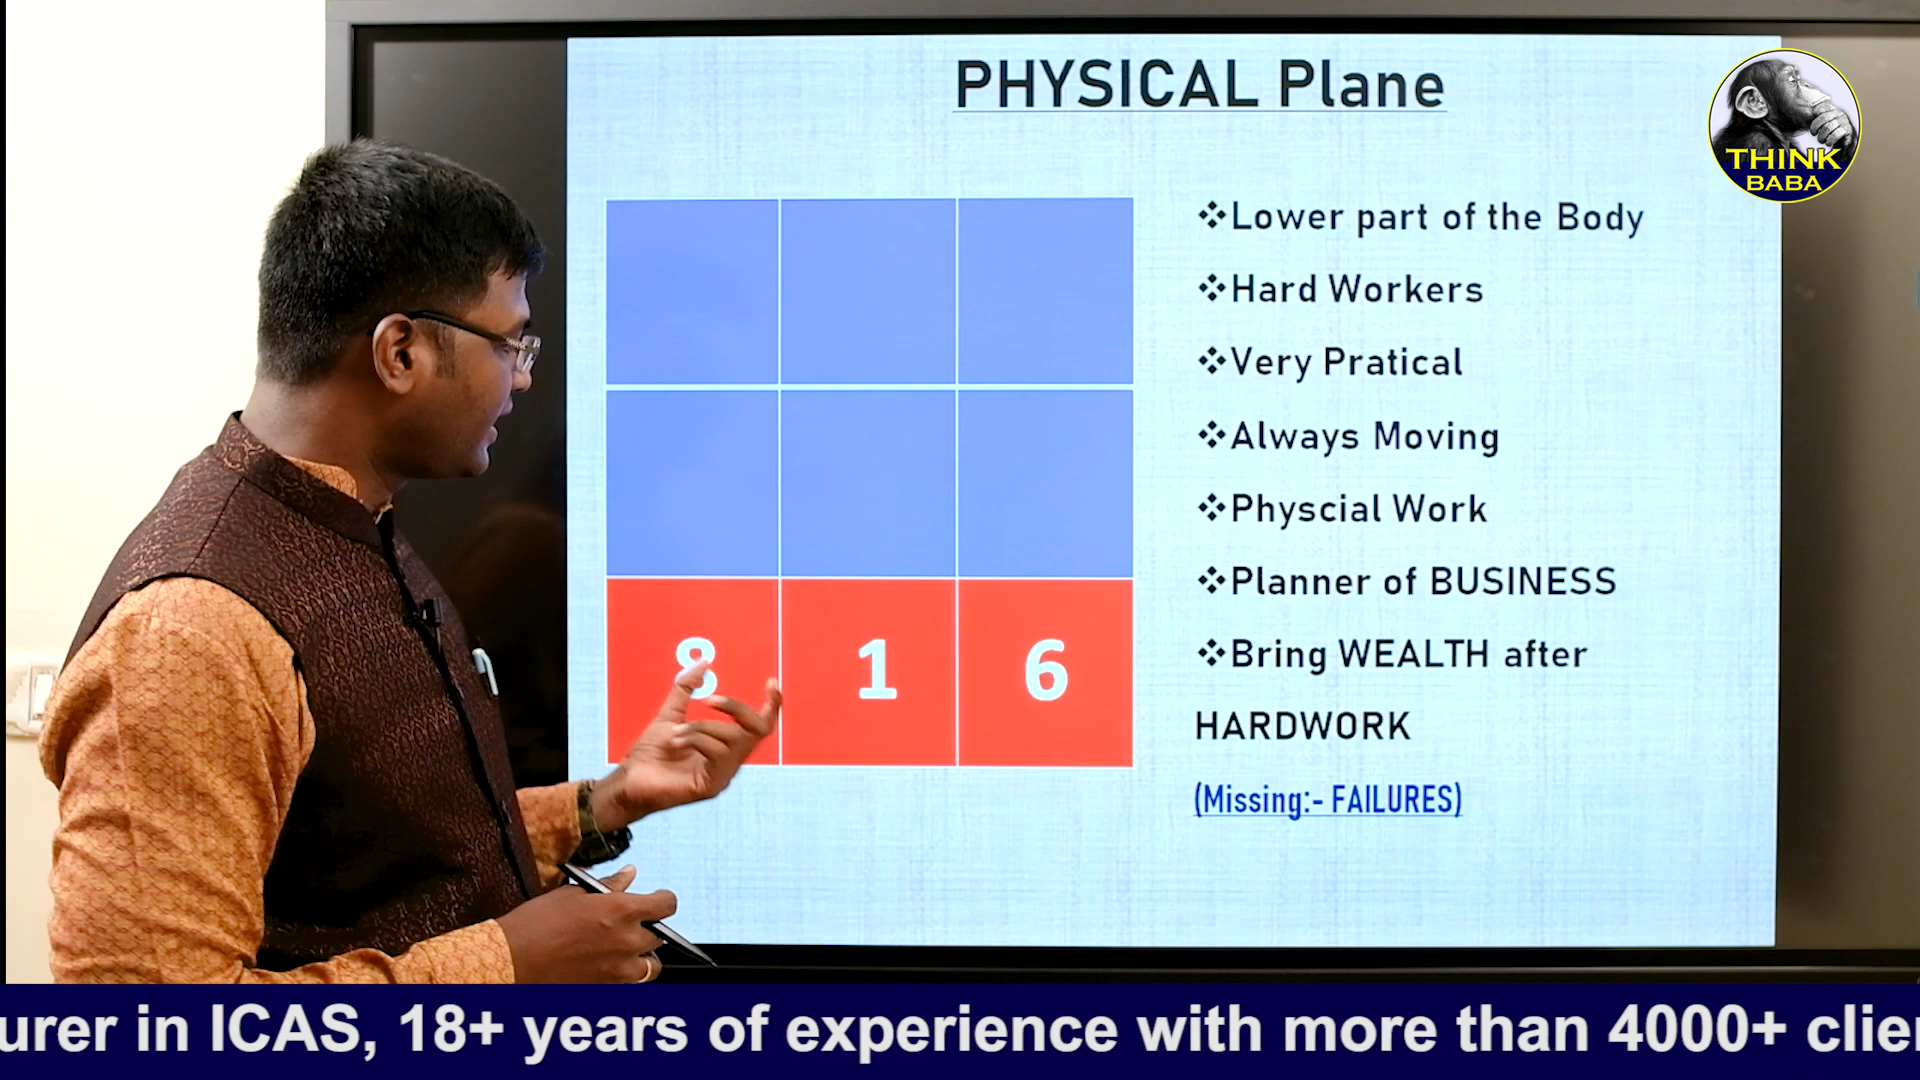 PHYSICAL Plane
THINK
BABA
❖Lower part of the Body
❖Hard Workers
❖Very Pratical
❖Always Moving
❖Physcial Work
❖Planner of BUSINESS
❖Bring WEALTH after
HARDWORK
(Missing:- FAILURES)
8 1 6
in ICAS, 18+ years of experience with more than 4000+